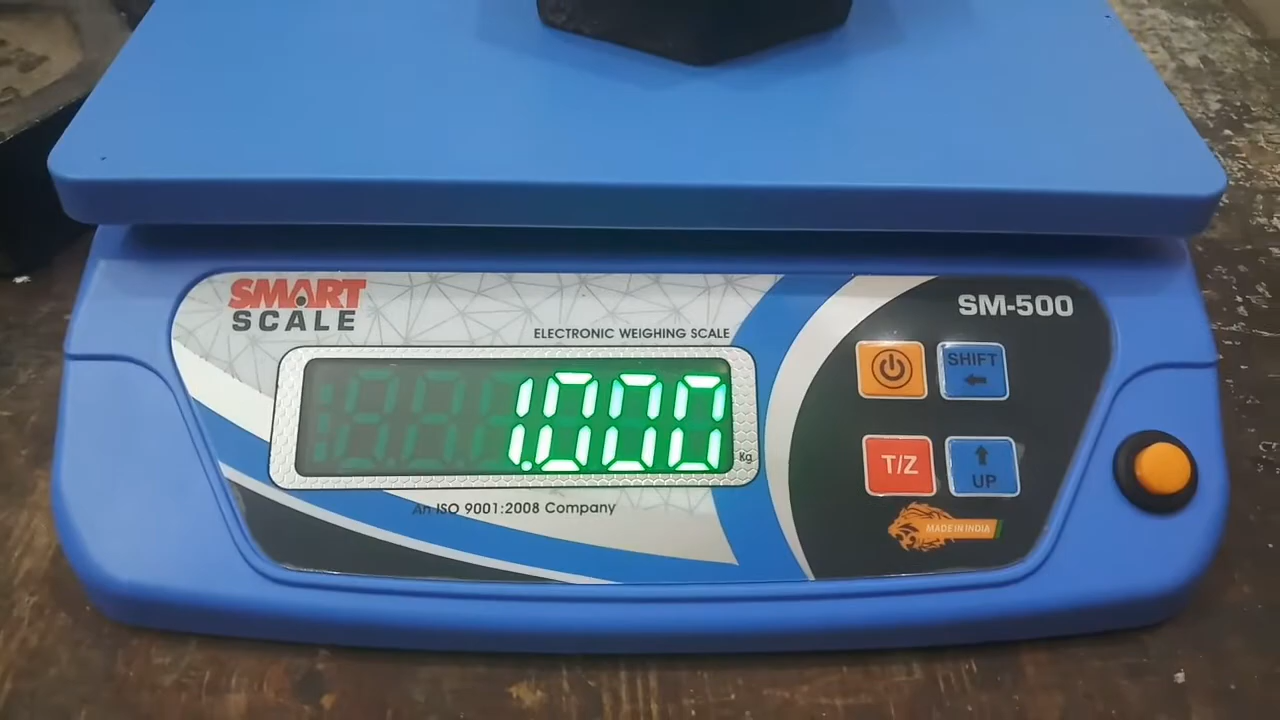 SMART
SCALE
SM-500
ELECTRONIC WEIGHING SCALE
SHIFT
1.000
Kg
T/Z
UP
An ISO 9001:2008 Company
MADE IN INDIA